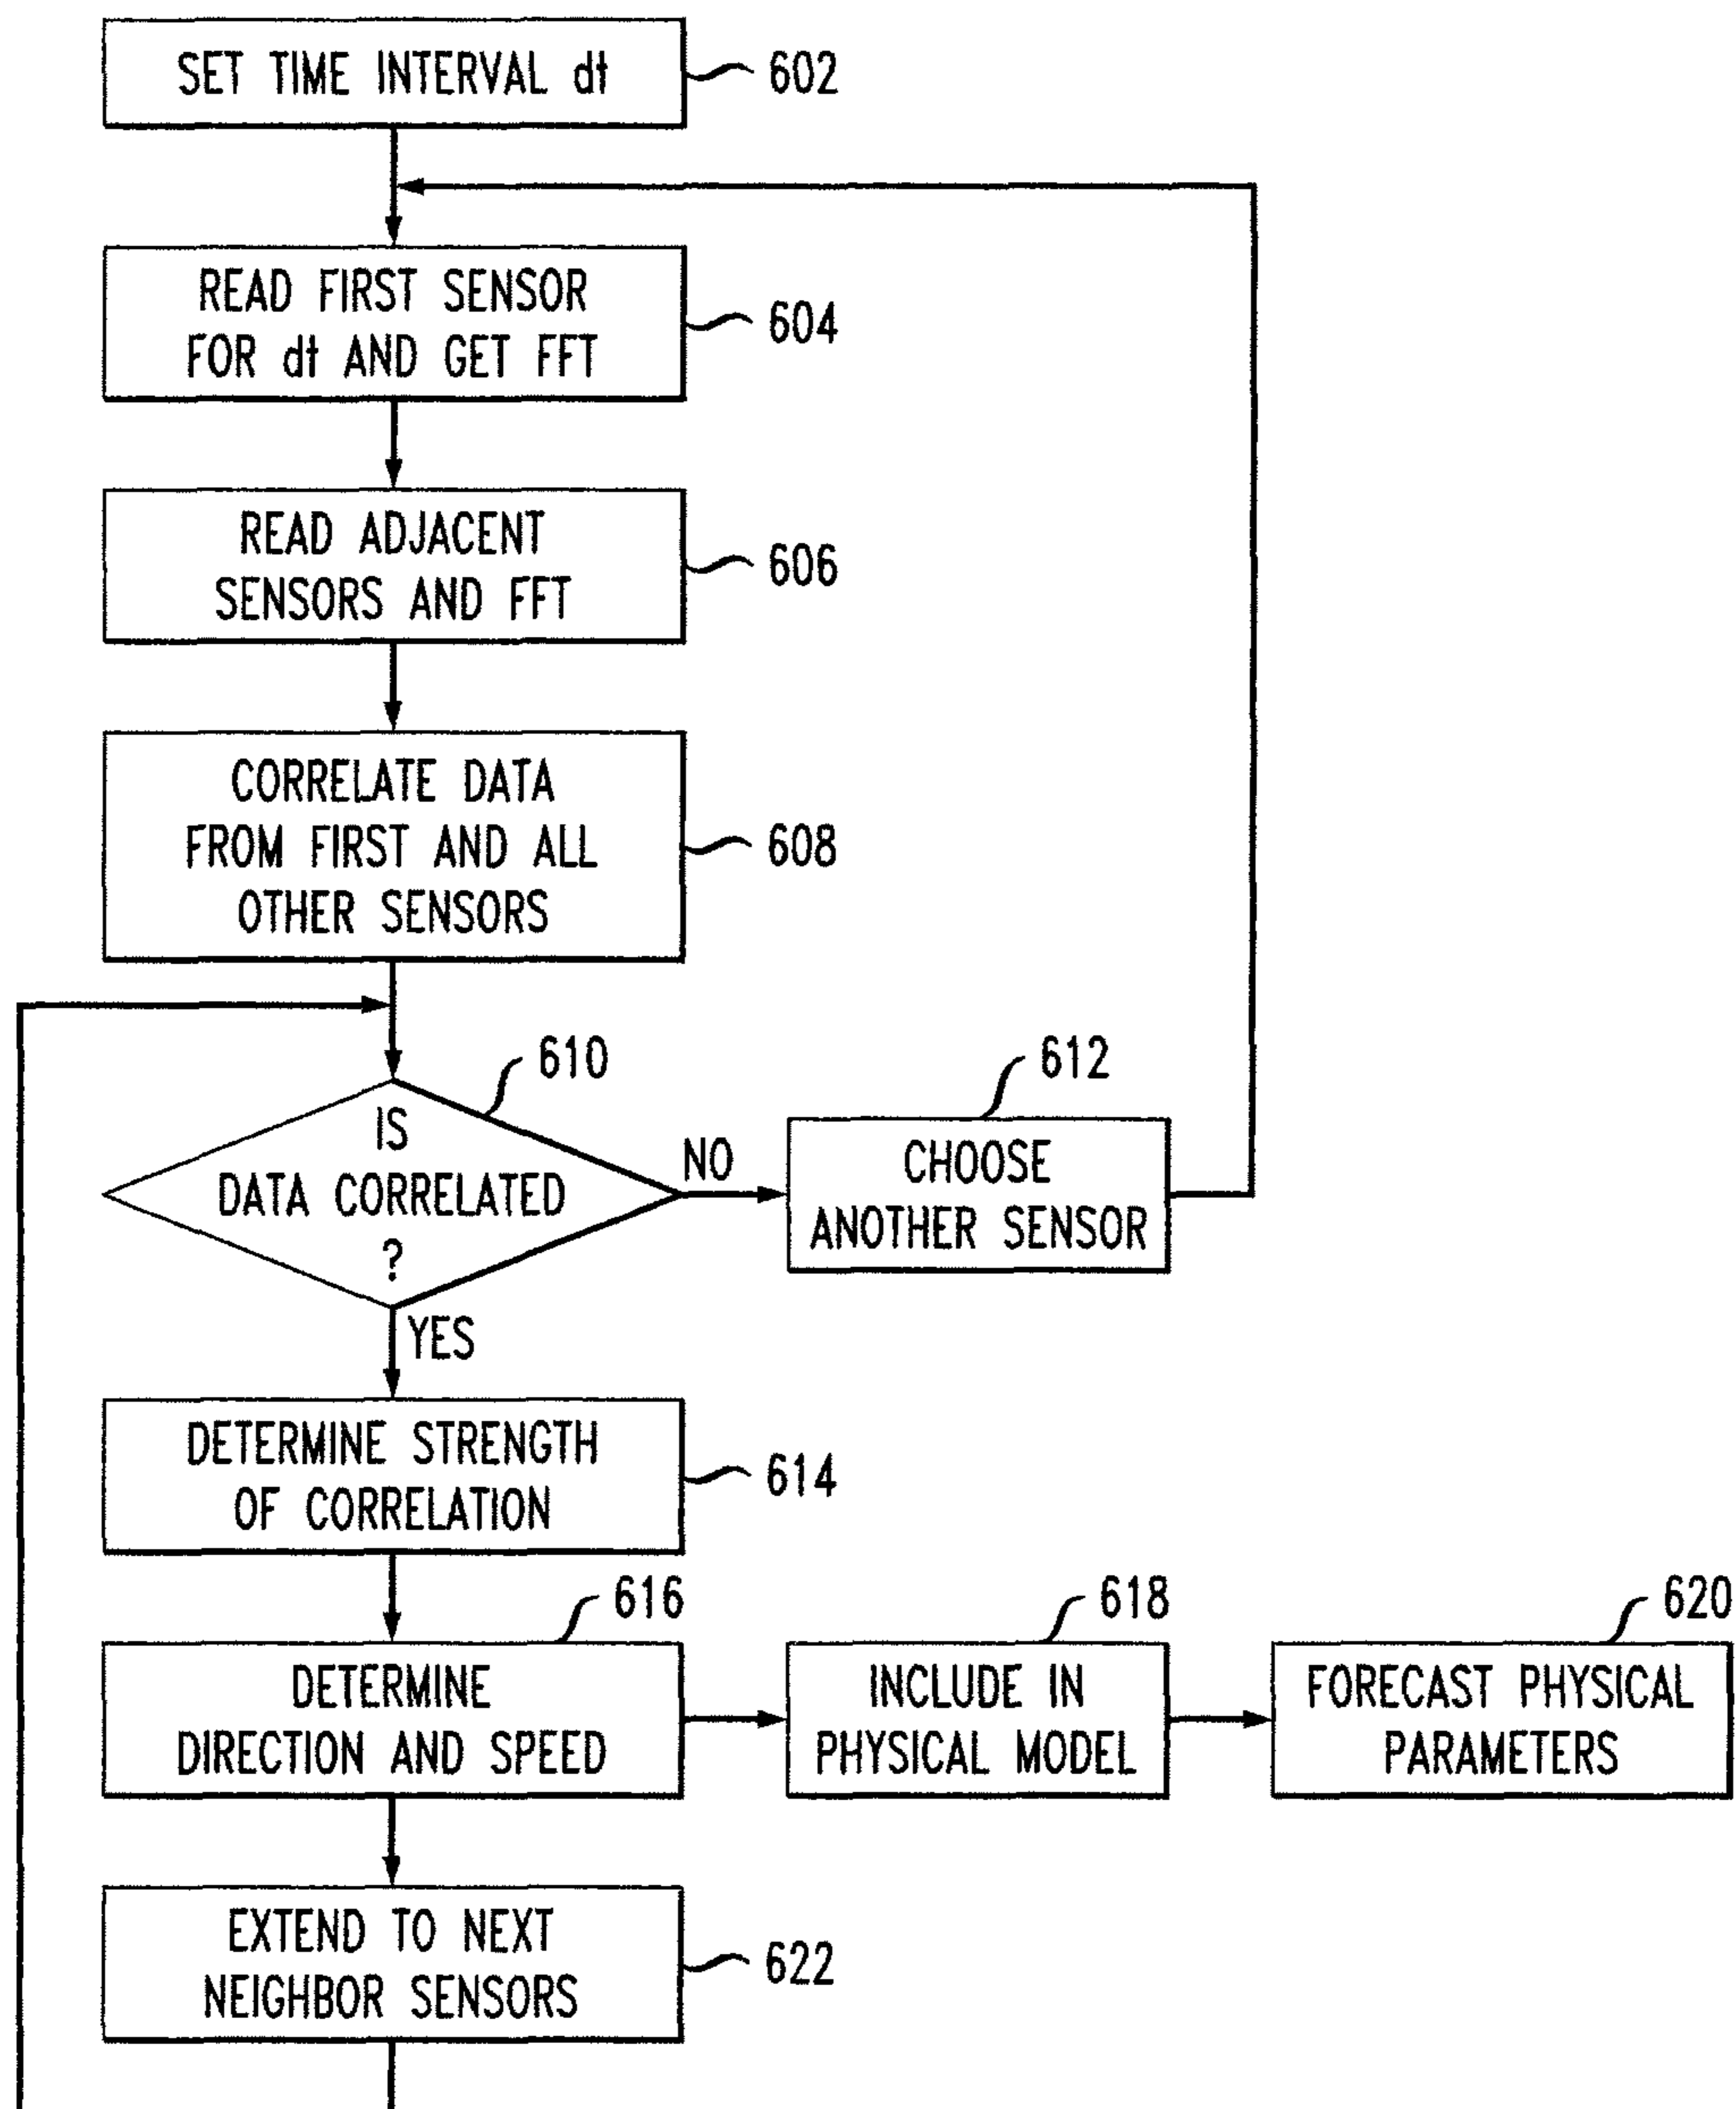 SET TIME INTERVAL dt
602
READ FIRST SENSOR
FOR dt AND GET FFT
604
READ ADJACENT
SENSORS AND FFT
606
CORRELATE DATA
FROM FIRST AND ALL
OTHER SENSORS
608
610
IS
DATA CORRELATED
?
NO
612
CHOOSE
ANOTHER SENSOR
YES
DETERMINE STRENGTH
OF CORRELATION
614
616
DETERMINE
DIRECTION AND SPEED
618
INCLUDE IN
PHYSICAL MODEL
620
FORECAST PHYSICAL
PARAMETERS
EXTEND TO NEXT
NEIGHBOR SENSORS
622